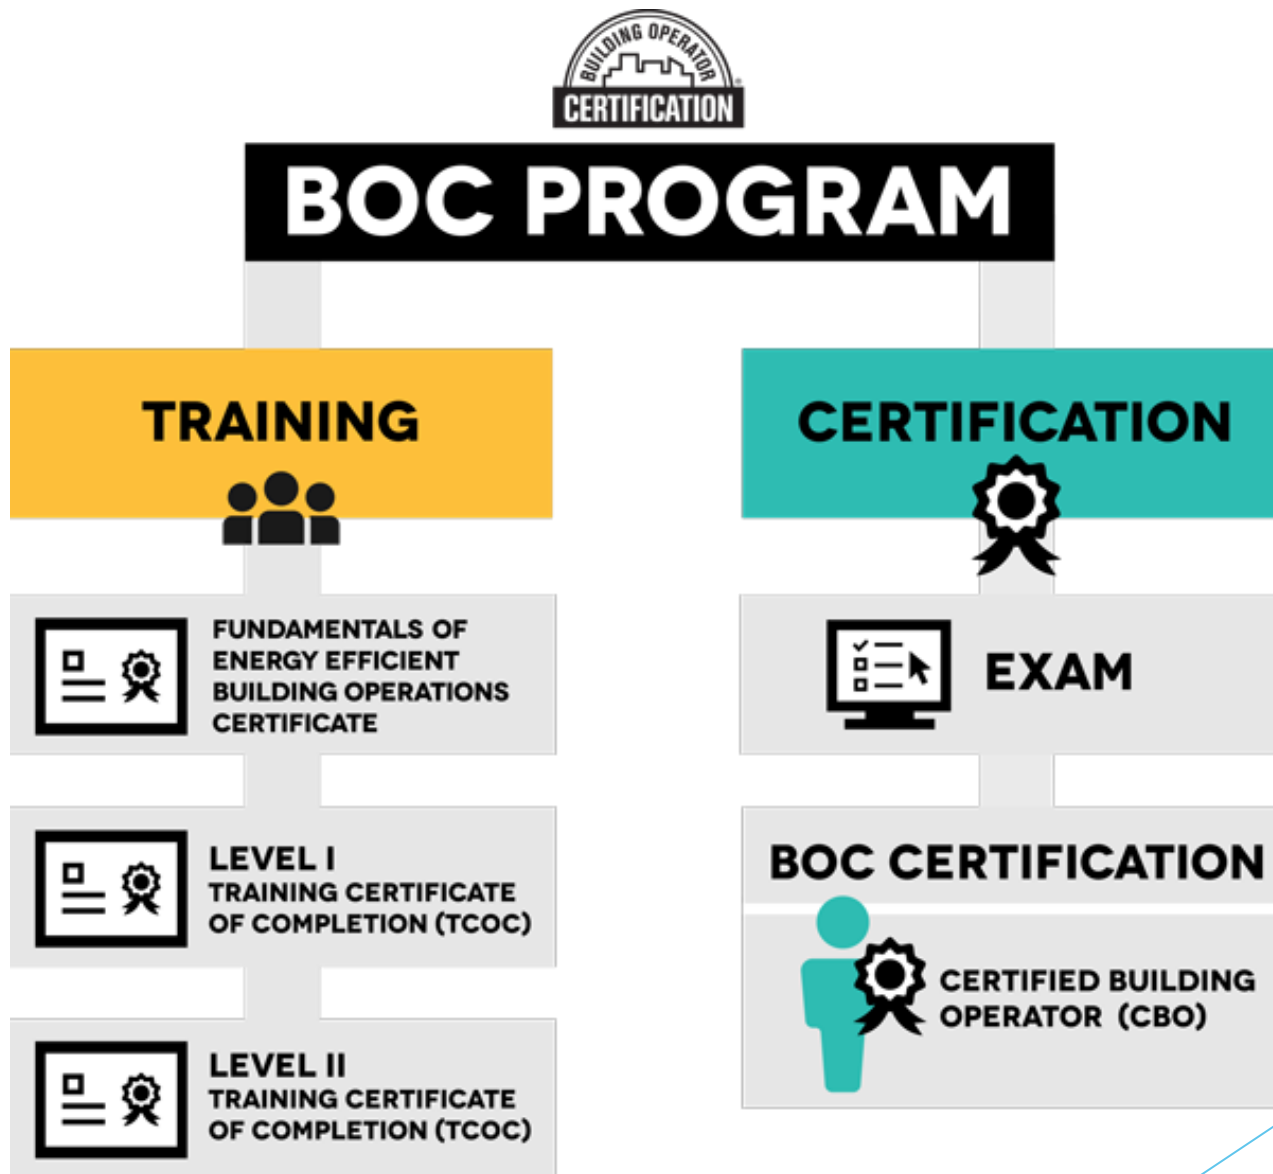 BUILDING OPERATOR
CERTIFICATION
BOC PROGRAM
TRAINING
FUNDAMENTALS OF
ENERGY EFFICIENT
BUILDING OPERATIONS
CERTIFICATE
LEVEL I
TRAINING CERTIFICATE
OF COMPLETION (TCOC)
LEVEL II
TRAINING CERTIFICATE
OF COMPLETION (TCOC)
CERTIFICATION
EXAM
BOC CERTIFICATION
CERTIFIED BUILDING
OPERATOR (CBO)